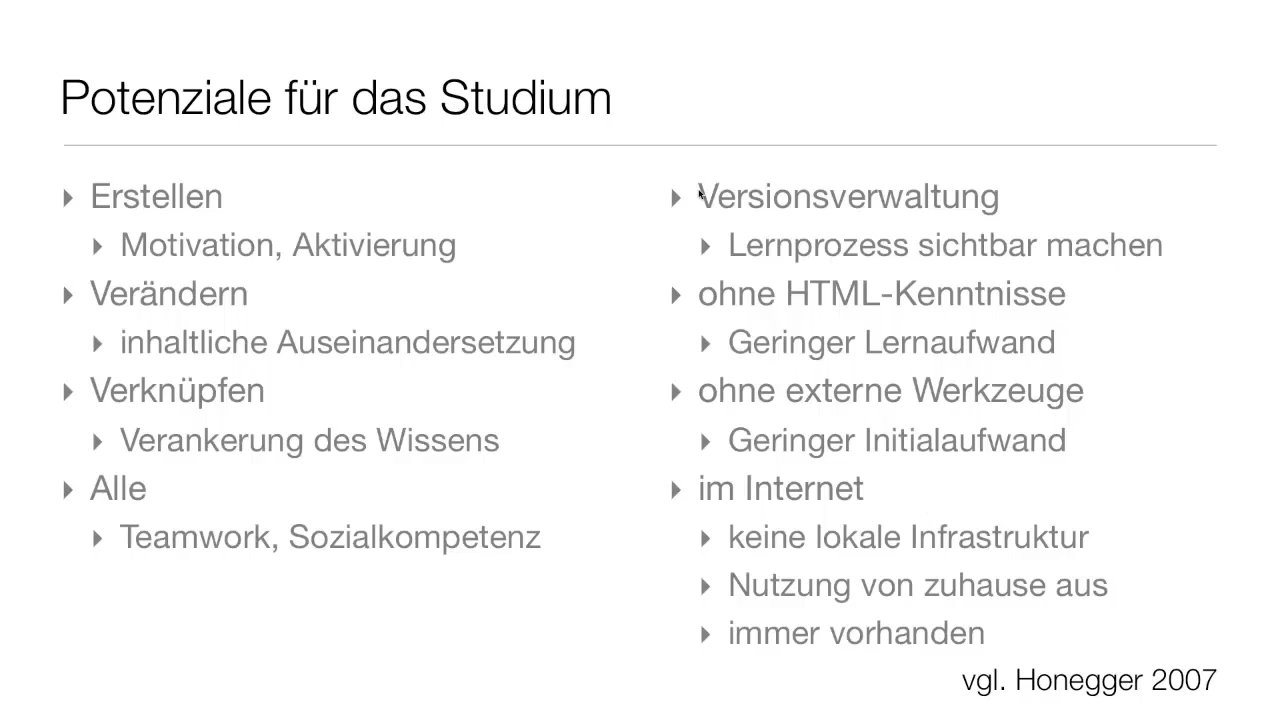 Potenziale für das Studium
Erstellen
Motivation, Aktivierung
Verändern
inhaltliche Auseinandersetzung
Verknüpfen
Verankerung des Wissens
Alle
Teamwork, Sozialkompetenz
Versionsverwaltung
Lernprozess sichtbar machen
ohne HTML-Kenntnisse
Geringer Lernaufwand
ohne externe Werkzeuge
Geringer Initialaufwand
im Internet
keine lokale Infrastruktur
Nutzung von zuhause aus
immer vorhanden
vgl. Honegger 2007